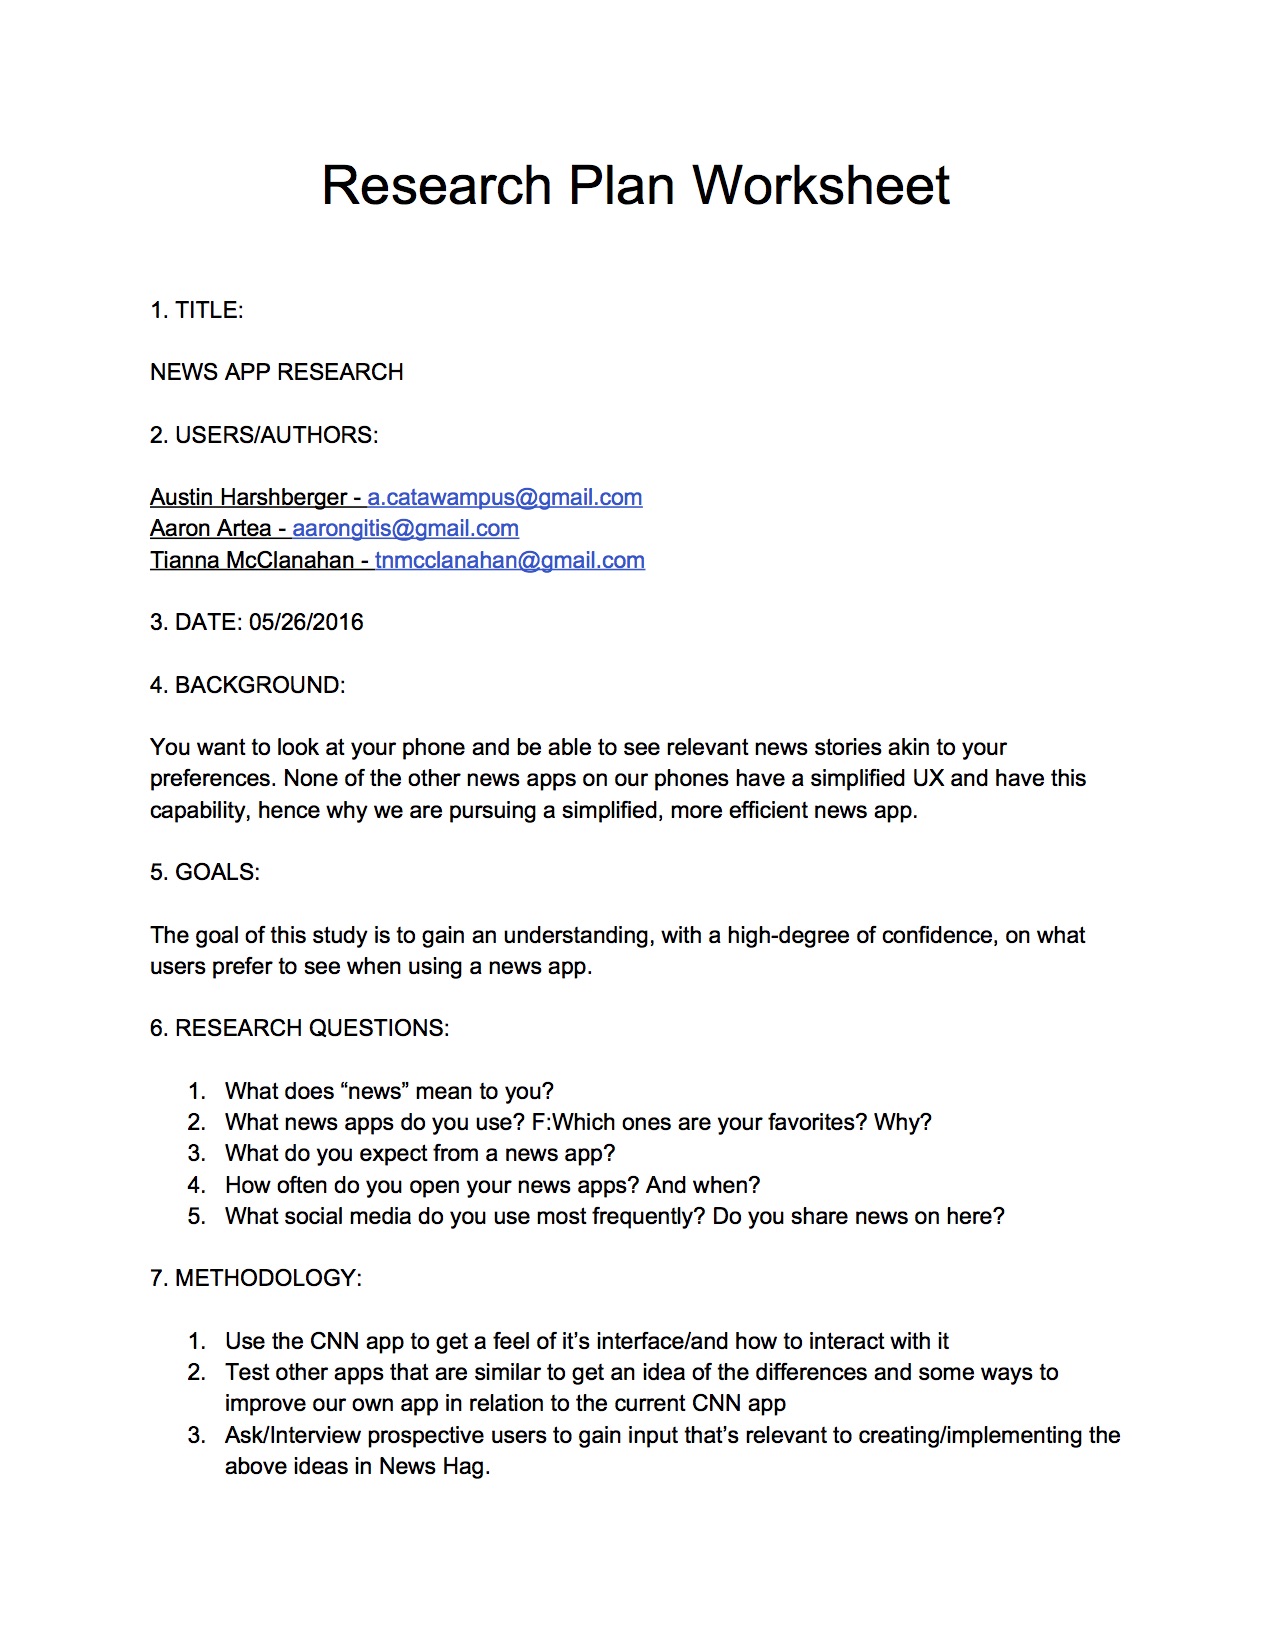 Research Plan Worksheet
1. TITLE:
NEWS APP RESEARCH
2. USERS/AUTHORS:
Austin Harshberger - a.catawampus@gmail.com
Aaron Artea - aarongitis@gmail.com
Tianna McClanahan - tnmcclanahan@gmail.com
3. DATE: 05/26/2016
4. BACKGROUND:
You want to look at your phone and be able to see relevant news stories akin to your
preferences. None of the other news apps on our phones have a simplified UX and have this
capability, hence why we are pursuing a simplified, more efficient news app.
5. GOALS:
The goal of this study is to gain an understanding, with a high-degree of confidence, on what
users prefer to see when using a news app.
6. RESEARCH QUESTIONS:
1. What does “news” mean to you?
2. What news apps do you use? F:Which ones are your favorites? Why?
3. What do you expect from a news app?
4. How often do you open your news apps? And when?
5. What social media do you use most frequently? Do you share news on here?
7. METHODOLOGY:
1. Use the CNN app to get a feel of it’s interface/and how to interact with it
2. Test other apps that are similar to get an idea of the differences and some ways to
improve our own app in relation to the current CNN app
3. Ask/Interview prospective users to gain input that’s relevant to creating/implementing the
above ideas in News Hag.